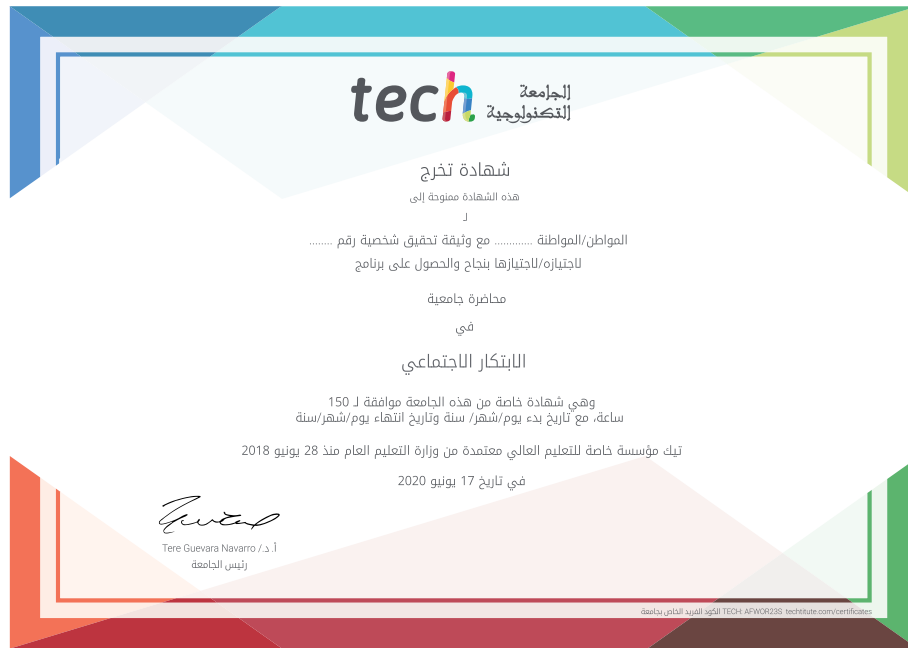 tech الجامعة
التكنولوجية
شهادة تخرج
هذه الشهادة ممنوحة إلى
لـ
المواطن/المواطنة ............. مع وثيقة تحقيق شخصية رقم ........
لاجتيازه/لاجتيازها بنجاح والحصول على برنامج
محاضرة جامعية
في
الابتكار الاجتماعي
وهي شهادة خاصة من هذه الجامعة موافقة لـ 150
ساعة، مع تاريخ بدء يوم/شهر/ سنة وتاريخ انتهاء يوم/شهر/سنة
تيك مؤسسة خاصة للتعليم العالي معتمدة من وزارة التعليم العام منذ 28 يونيو 2018
في تاريخ 17 يونيو 2020
أ. د./ Tere Guevara Navarro
رئيس الجامعة
الكود الفريد الخاص بجامعة TECH: AFWOR23S techtitute.com/certificates